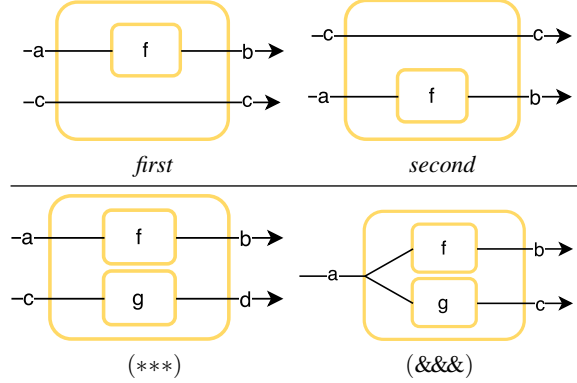 a f b
c c
first
c c
a f b
second
a f b
c g d
(***)
a f b
g c
(&&&)